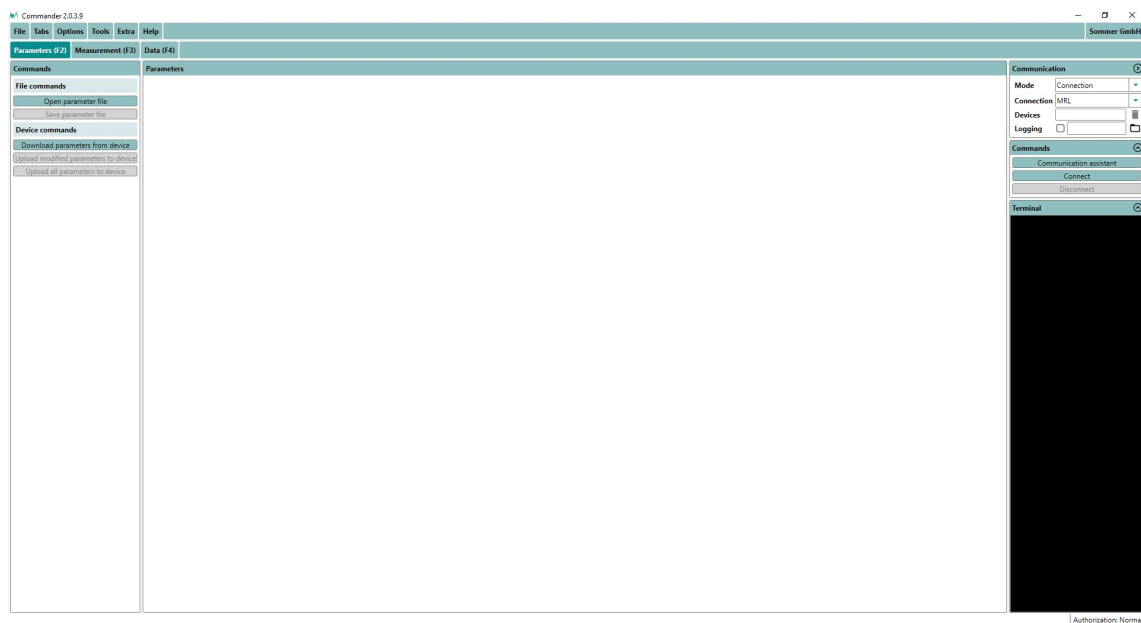 Commander 2.0.3.9
File Tabs Options Tools Extra Help Sommer GmbH
Parameters (F2) Measurement (F3) Data (F4)
Commands
File commands
Open parameter file
Save parameter file
Device commands
Download parameters from device
Upload modified parameters to device
Upload all parameters to device
Parameters
Communication
Mode Connection
Connection MRL
Devices
Logging
Commands
Communication assistant
Connect
Disconnect
Terminal
Authorization: Norma